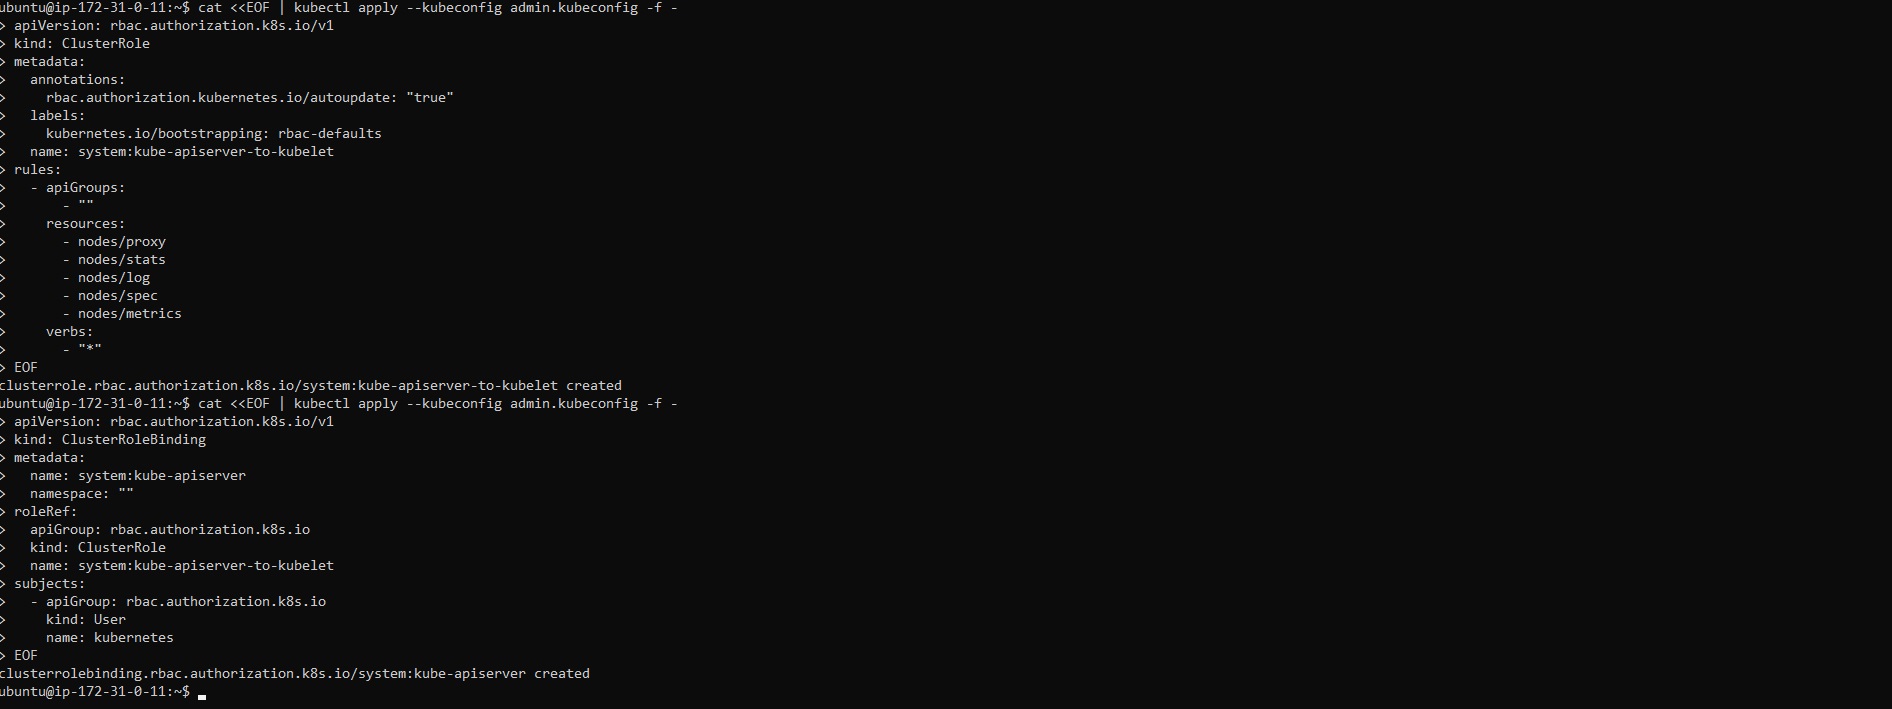 ubuntu@ip-172-31-0-11:~$ cat <<EOF | kubectl apply --kubeconfig admin.kubeconfig -f -
> apiVersion: rbac.authorization.k8s.io/v1
> kind: ClusterRole
> metadata:
>   annotations:
>     rbac.authorization.kubernetes.io/autoupdate: "true"
>   labels:
>     kubernetes.io/bootstrapping: rbac-defaults
>   name: system:kube-apiserver-to-kubelet
> rules:
>   - apiGroups:
>       - ""
>     resources:
>       - nodes/proxy
>       - nodes/stats
>       - nodes/log
>       - nodes/spec
>       - nodes/metrics
>     verbs:
>       - "*"
> EOF
clusterrole.rbac.authorization.k8s.io/system:kube-apiserver-to-kubelet created
ubuntu@ip-172-31-0-11:~$ cat <<EOF | kubectl apply --kubeconfig admin.kubeconfig -f -
> apiVersion: rbac.authorization.k8s.io/v1
> kind: ClusterRoleBinding
> metadata:
>   name: system:kube-apiserver
>   namespace: ""
> roleRef:
>   apiGroup: rbac.authorization.k8s.io
>   kind: ClusterRole
>   name: system:kube-apiserver-to-kubelet
> subjects:
>   - apiGroup: rbac.authorization.k8s.io
>     kind: User
>     name: kubernetes
> EOF
clusterrolebinding.rbac.authorization.k8s.io/system:kube-apiserver created
ubuntu@ip-172-31-0-11:~$